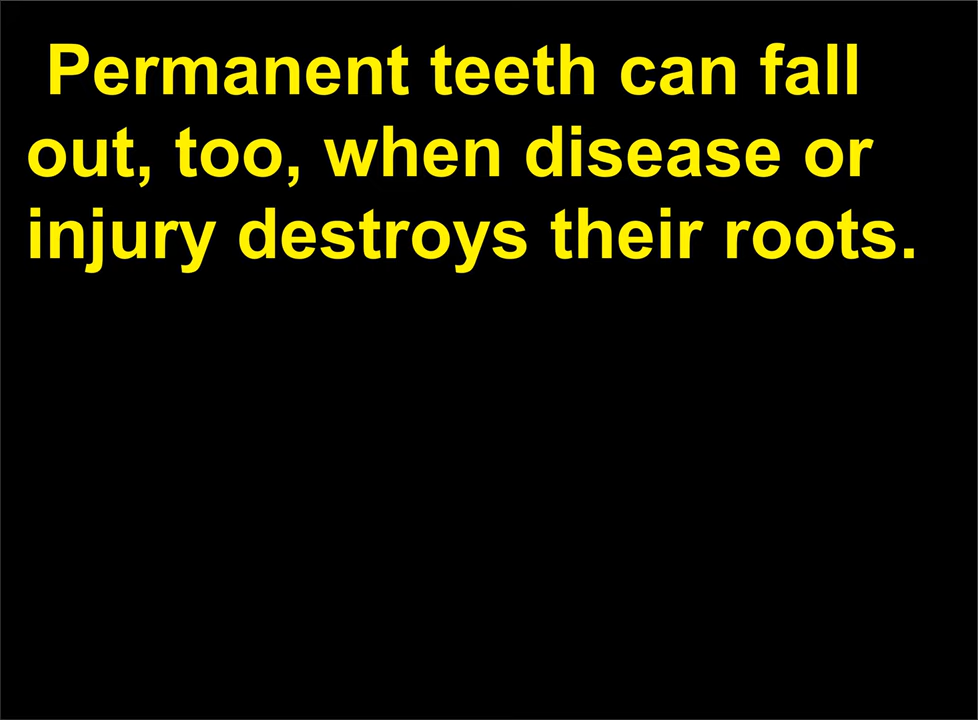 Permanent teeth can fall
out, too, when disease or
injury destroys their roots.